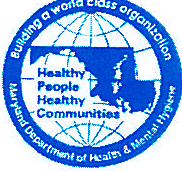 Building a world class organization
Healthy
People
Healthy
Communities
Maryland Department of Health & Mental Hygiene